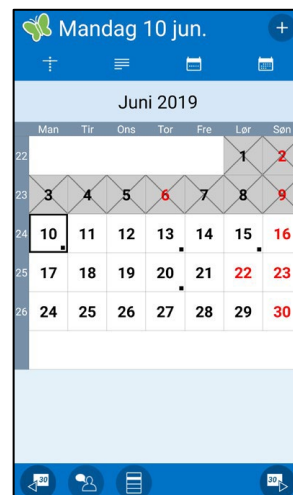 Mandag 10 jun.
+
Juni 2019
Man Tir Ons Tor Fre Lør Søn
22 1 2
23 3 4 5 6 7 8 9
24 10 11 12 13 14 15 16
25 17 18 19 20 21 22 23
26 24 25 26 27 28 29 30
30 30